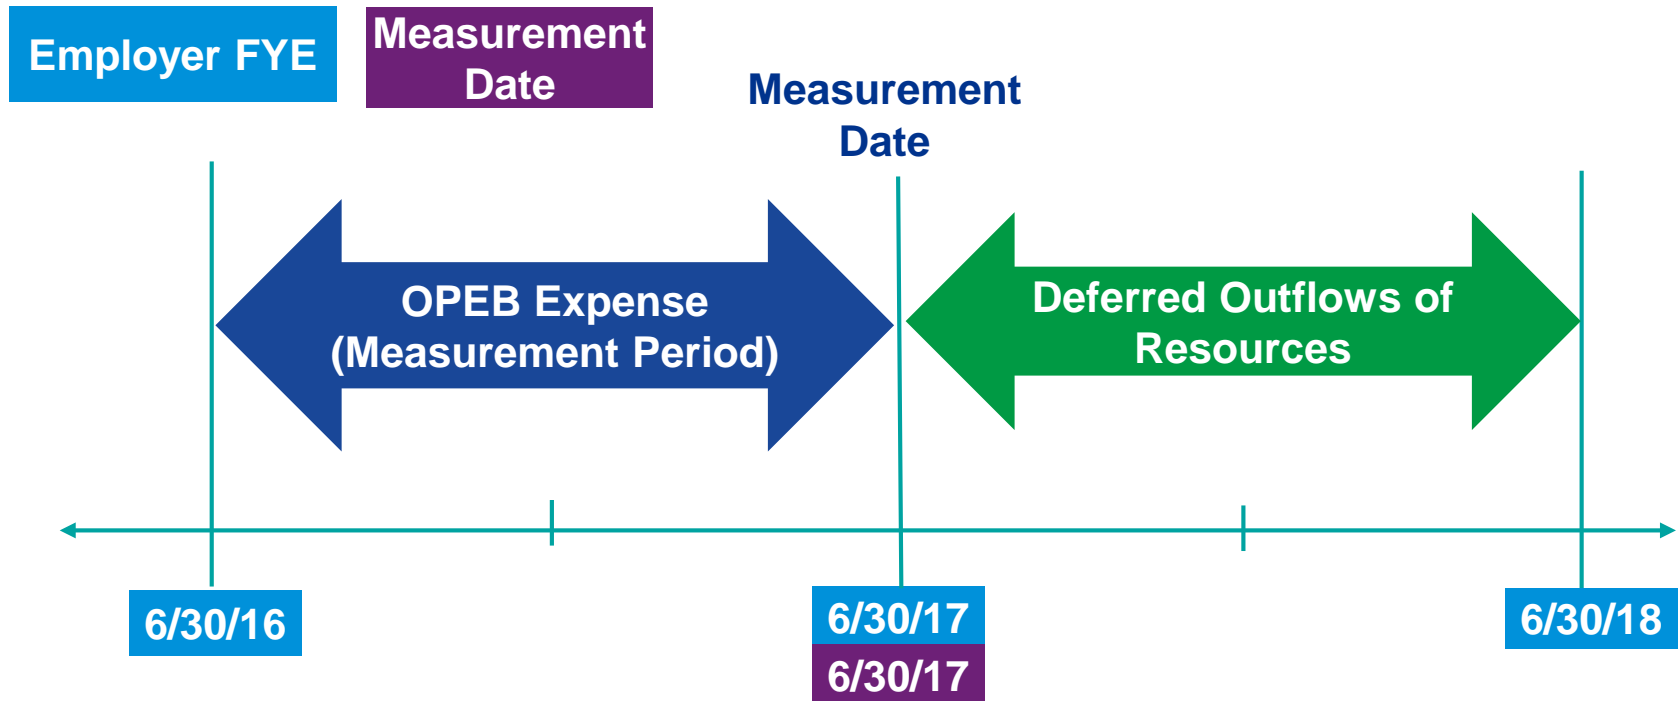 Employer FYE
Measurement
Date
Measurement
Date
OPEB Expense
(Measurement Period)
Deferred Outflows of
Resources
6/30/16
6/30/17
6/30/17
6/30/18